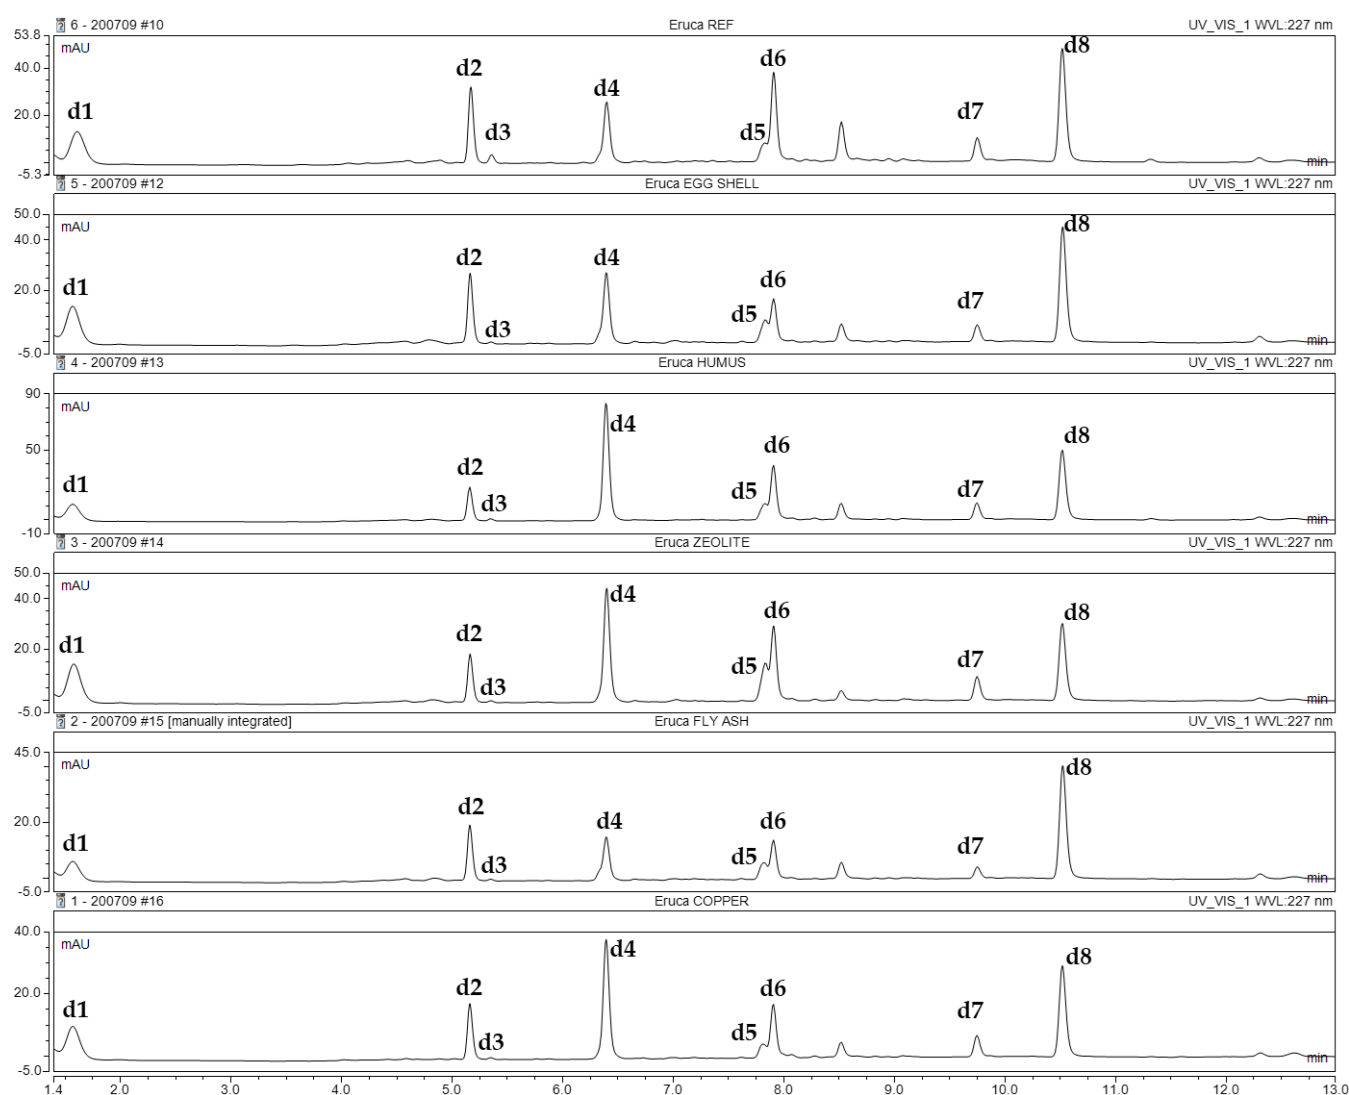 6 - 200709 #10 Eruca REF UV_VIS_1 WVL:227 nm
53.8
mAU
40.0
20.0
-5.3
d1 d2 d3 d4 d5 d6 d7 d8
min
5 - 200709 #12 Eruca EGG SHELL UV_VIS_1 WVL:227 nm
50.0
mAU
40.0
20.0
-5.0
d1 d2 d3 d4 d5 d6 d7 d8
min
4 - 200709 #13 Eruca HUMUS UV_VIS_1 WVL:227 nm
90
mAU
50
-10
d1 d2 d3 d4 d5 d6 d7 d8
min
3 - 200709 #14 Eruca ZEOLITE UV_VIS_1 WVL:227 nm
50.0
mAU
40.0
20.0
-5.0
d1 d2 d3 d4 d5 d6 d7 d8
min
2 - 200709 #15 [manually integrated] Eruca FLY ASH UV_VIS_1 WVL:227 nm
45.0
mAU
20.0
-5.0
d1 d2 d3 d4 d5 d6 d7 d8
min
1 - 200709 #16 Eruca COPPER UV_VIS_1 WVL:227 nm
40.0
mAU
20.0
-5.0
d1 d2 d3 d4 d5 d6 d7 d8
min
1.4 2.0 3.0 4.0 5.0 6.0 7.0 8.0 9.0 10.0 11.0 12.0 13.0